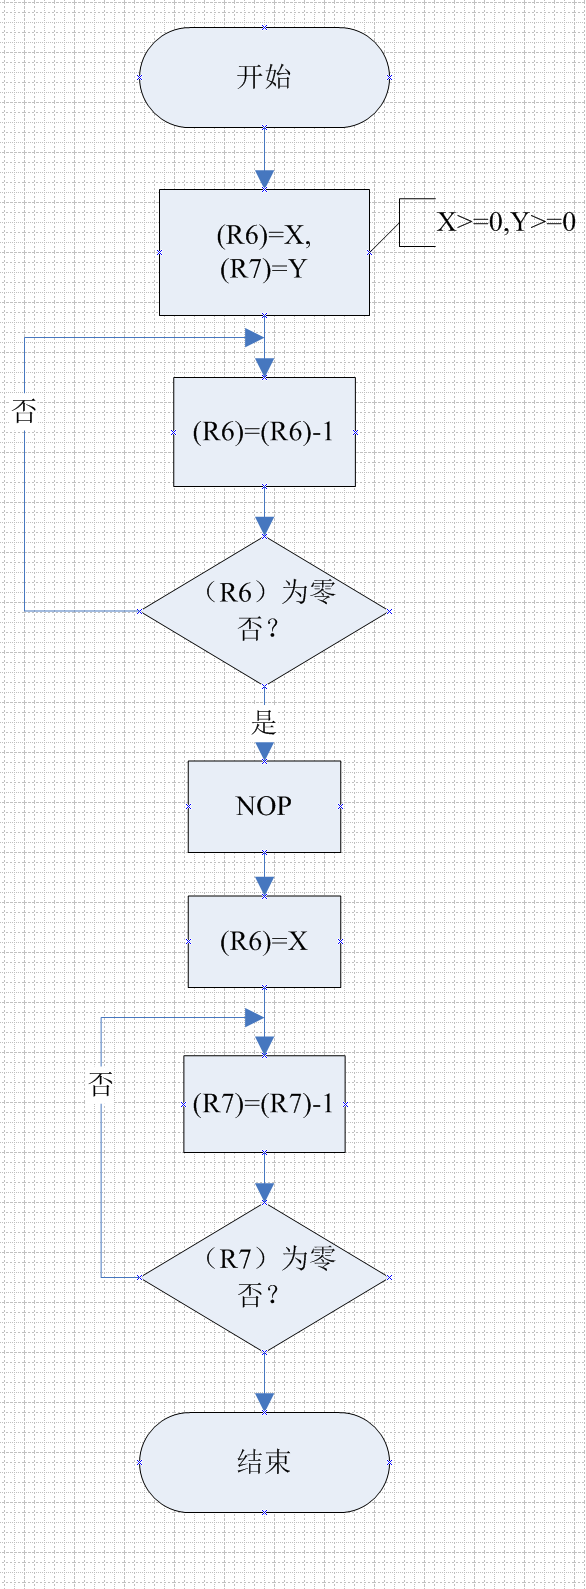 开始
(R6)=X,
(R7)=Y
X>=0,Y>=0
(R6)=(R6)-1
否
（R6）为零
否？
是
NOP
(R6)=X
(R7)=(R7)-1
否
（R7）为零
否？
结束